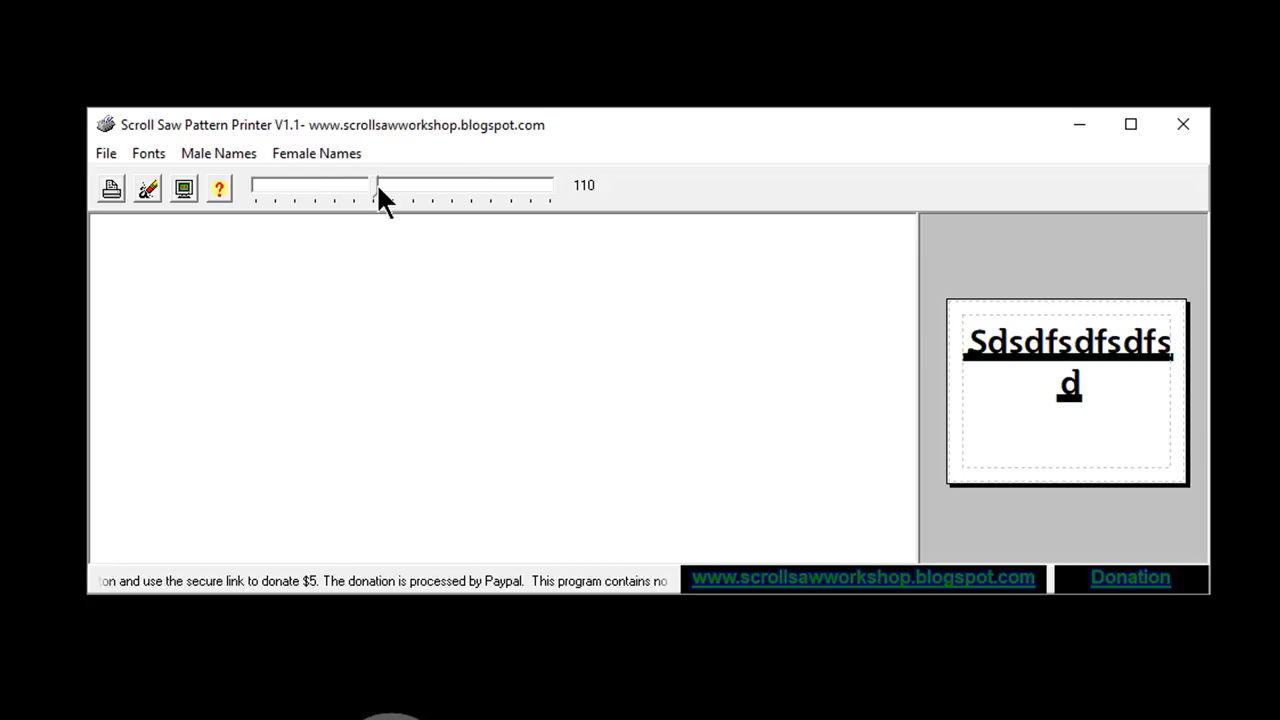 Scroll Saw Pattern Printer V1.1- www.scrollsawworkshop.blogspot.com
File Fonts Male Names Female Names
110
Sdsdfsdfsdfs
d
on and use the secure link to donate $5. The donation is processed by Paypal. This program contains no
www.scrollsawworkshop.blogspot.com
Donation